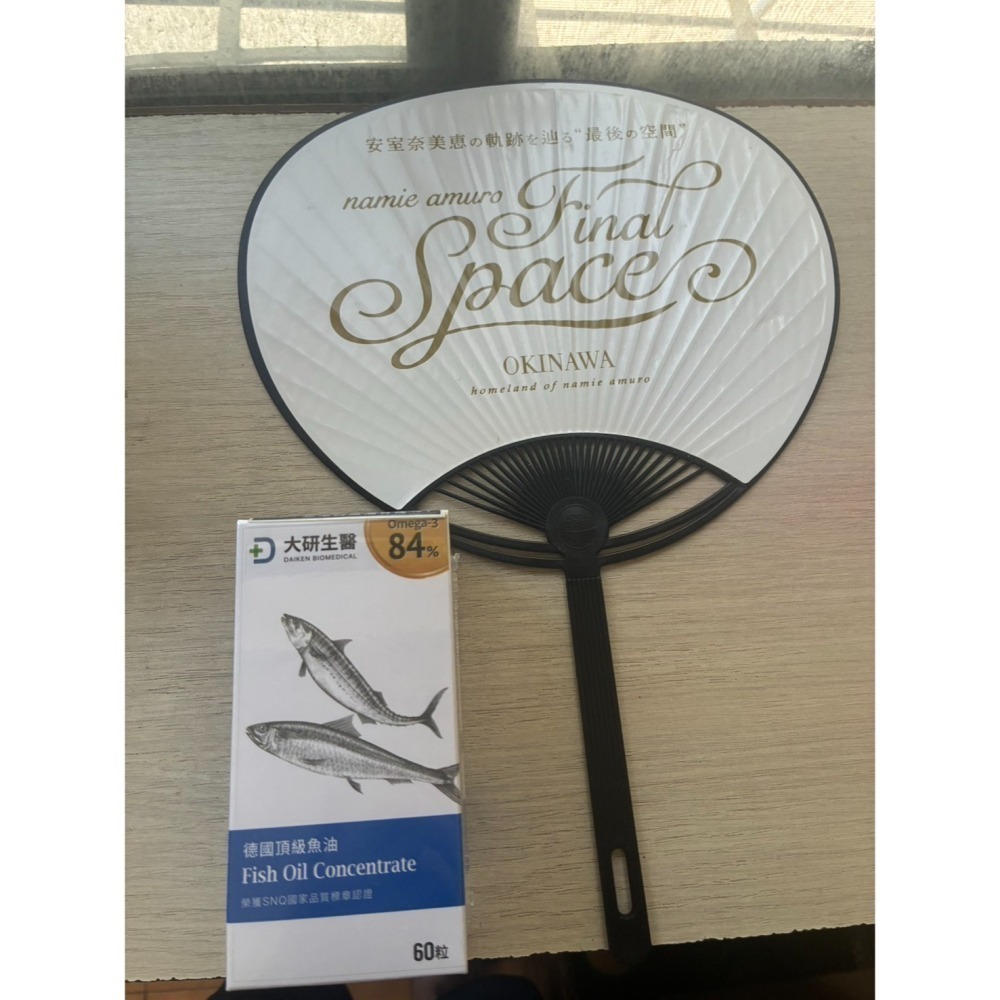 安室奈美恵の軌跡を辿る"最後の空間"
namie amuro Final
Space
OKINAWA
homeland of namie amuro
大研生醫
DAIKEN BIOMEDICAL
Omega-3
84%
德國頂級魚油
Fish Oil Concentrate
榮獲SNQ國家品質標章認證
60粒